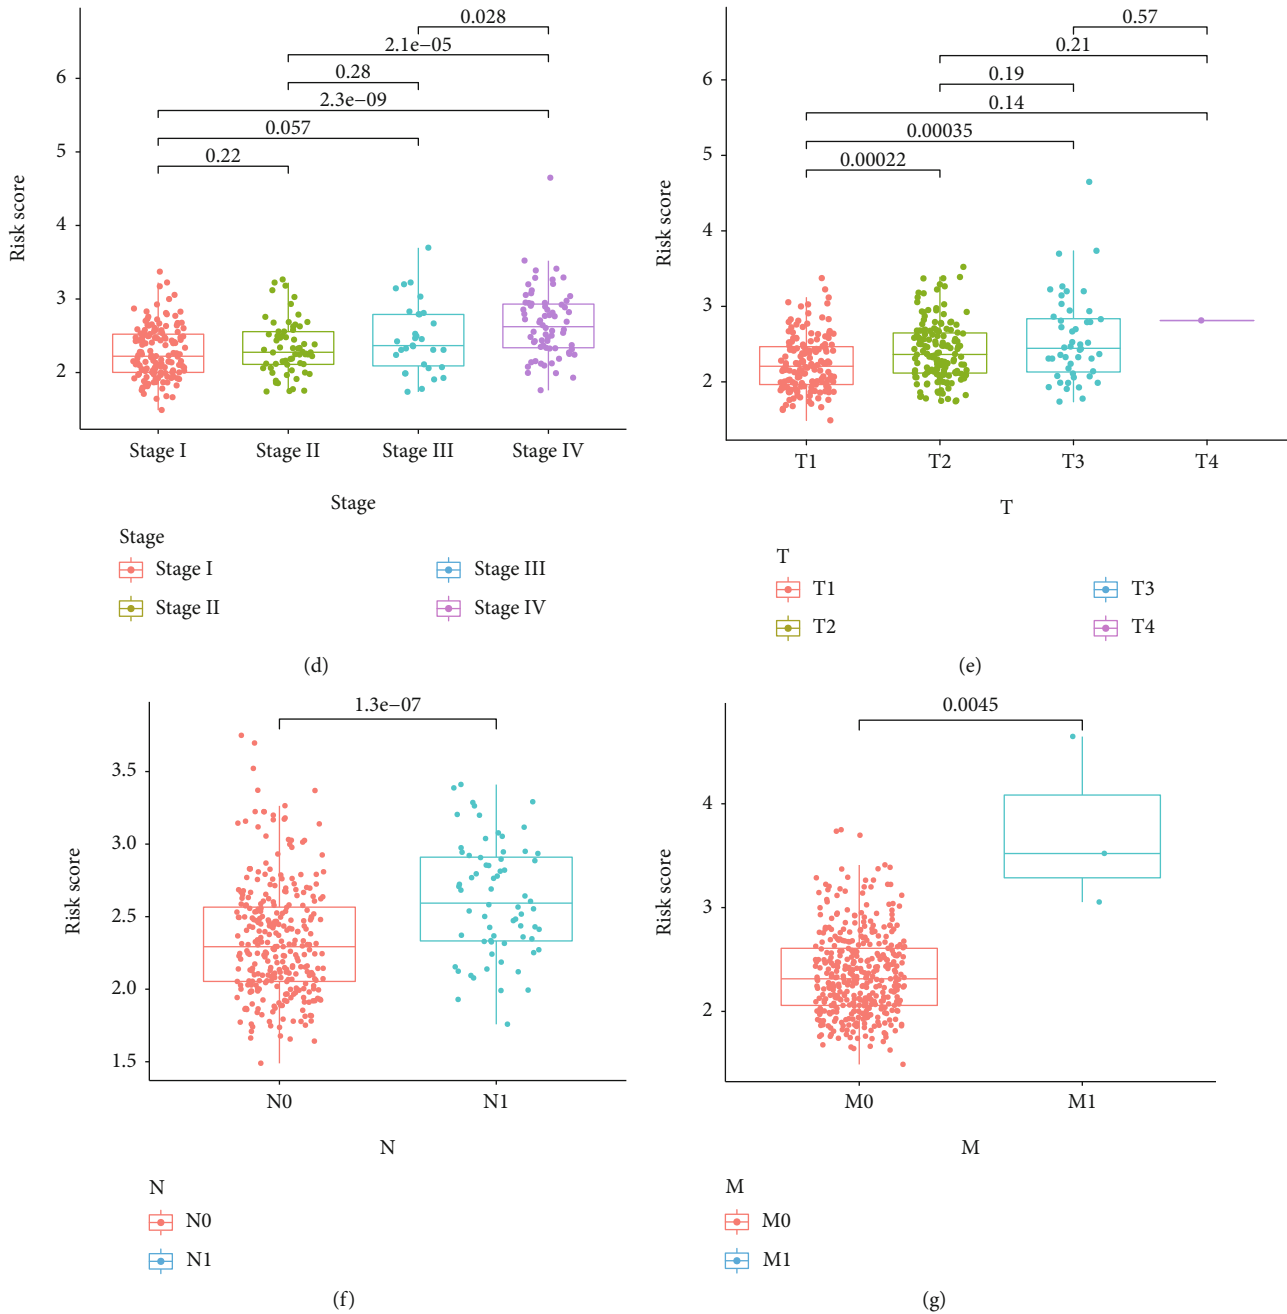 0.028
2.1e−05
0.28
2.3e−09
0.057
0.22
6
5
4
3
2
Risk score
Stage I Stage II Stage III Stage IV
Stage
Stage
Stage I Stage III
Stage II Stage IV
(d)
0.57
0.21
0.19
0.14
0.00035
0.00022
6
5
4
3
2
Risk score
T1 T2 T3 T4
T
T
T1 T3
T2 T4
(e)
1.3e−07
3.5
3.0
2.5
2.0
1.5
Risk score
N0 N1
N
N
N0
N1
(f)
0.0045
4
3
2
Risk score
M0 M1
M
M
M0
M1
(g)